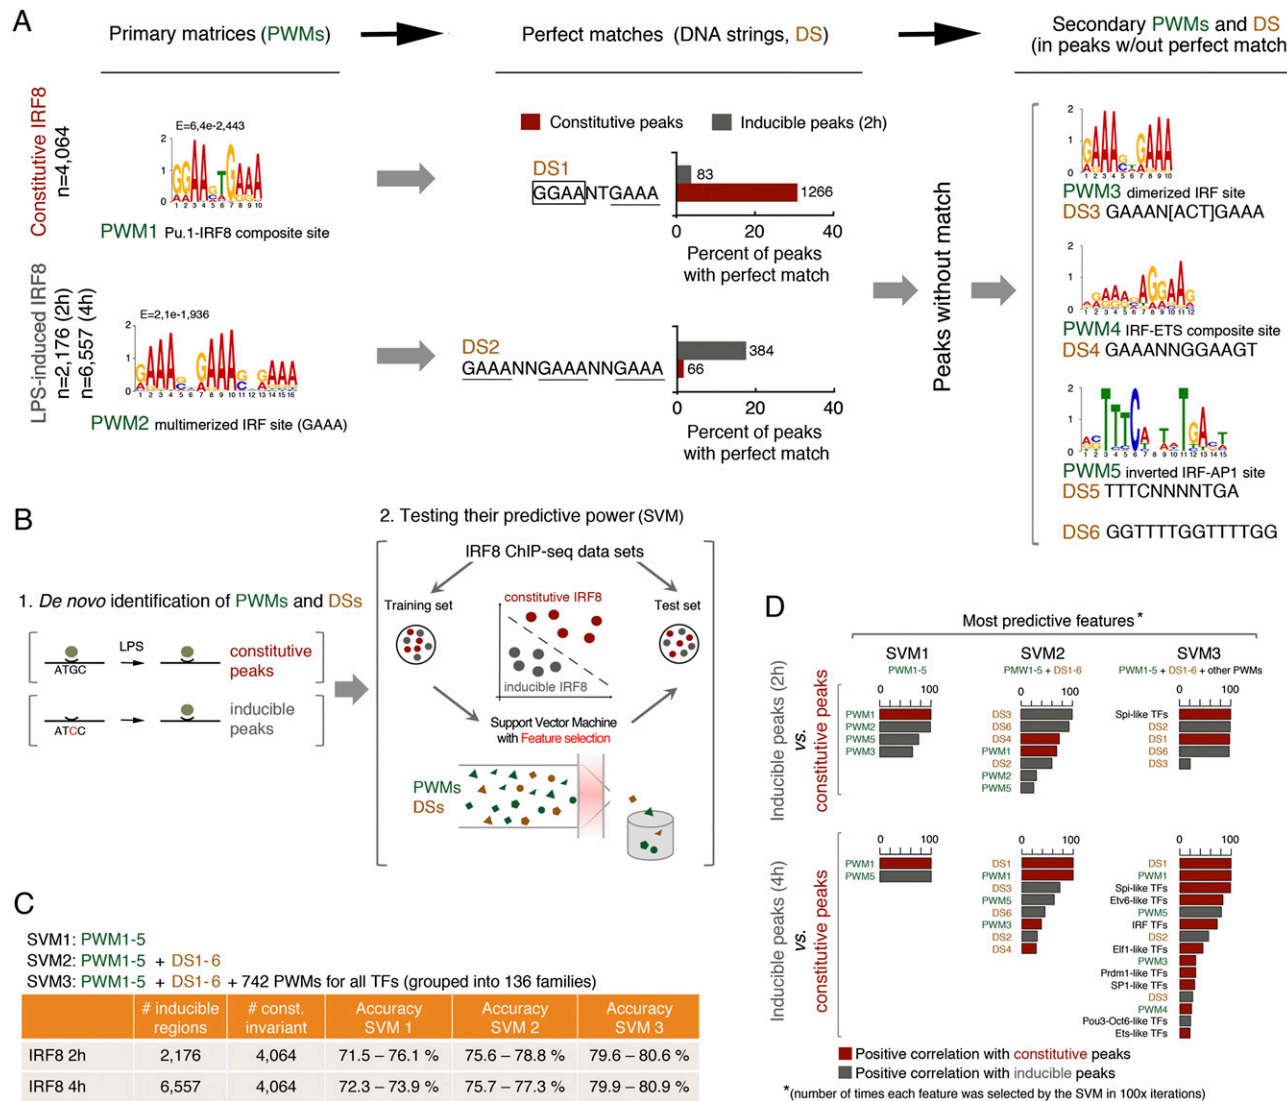 A
Primary matrices (PWMs)
Perfect matches (DNA strings, DS)
Secondary PWMs and DS
(in peaks w/out perfect match
Constitutive IRF8
n=4,064
E=6,4e-2,443
PWM1 Pu.1-IRF8 composite site
Constitutive peaks
Inducible peaks (2h)
DS1
GGAANTGAAA
83
1266
0 20 40
Percent of peaks
with perfect match
LPS-induced IRF8
n=2,176 (2h)
n=6,557 (4h)
E=2,1e-1,936
PWM2 multimerized IRF site (GAAA)
DS2
GAAANNGAAANNGAAA
384
66
0 20 40
Percent of peaks
with perfect match
Peaks without match
PWM3 dimerized IRF site
DS3 GAAAN[ACT]GAAA
PWM4 IRF-ETS composite site
DS4 GAAANNGGAAGT
PWM5 inverted IRF-AP1 site
DS5 TTTCNNNNTGA
DS6 GGTTTTGGTTTTGG
B
1. De novo identification of PWMs and DSs
LPS
ATGC
constitutive
peaks
ATCC
inducible
peaks
2. Testing their predictive power (SVM)
IRF8 ChIP-seq data sets
Training set
constitutive IRF8
inducible IRF8
Test set
Support Vector Machine
with Feature selection
PWMs
DSs
C
SVM1: PWM1-5
SVM2: PWM1-5 + DS1-6
SVM3: PWM1-5 + DS1-6 + 742 PWMs for all TFs (grouped into 136 families)
# inducible regions # const. invariant Accuracy SVM 1 Accuracy SVM 2 Accuracy SVM 3
IRF8 2h 2,176 4,064 71.5 – 76.1 % 75.6 – 78.8 % 79.6 – 80.6 %
IRF8 4h 6,557 4,064 72.3 – 73.9 % 75.7 – 77.3 % 79.9 – 80.9 %
D
Most predictive features *
Inducible peaks (2h)
vs.
constitutive peaks
SVM1
PWM1-5
0 100
PWM1
PWM2
PWM5
PWM3
SVM2
PMW1-5 + DS1-6
0 100
DS3
DS6
DS4
PWM1
DS2
PWM2
PWM5
SVM3
PWM1-5 + DS1-6 + other PWMs
0 100
Spi-like TFs
DS2
DS1
DS6
DS3
Inducible peaks (4h)
vs.
constitutive peaks
0 100
PWM1
PWM5
0 100
DS1
PWM1
DS3
PWM5
DS6
PWM3
DS2
DS4
0 100
DS1
PWM1
Spi-like TFs
Etv6-like TFs
PWM5
IRF TFs
DS2
Elf1-like TFs
PWM3
Prdm1-like TFs
SP1-like TFs
DS3
PWM4
Pou3-Oct6-like TFs
Ets-like TFs
Positive correlation with constitutive peaks
Positive correlation with inducible peaks
*(number of times each feature was selected by the SVM in 100x iterations)